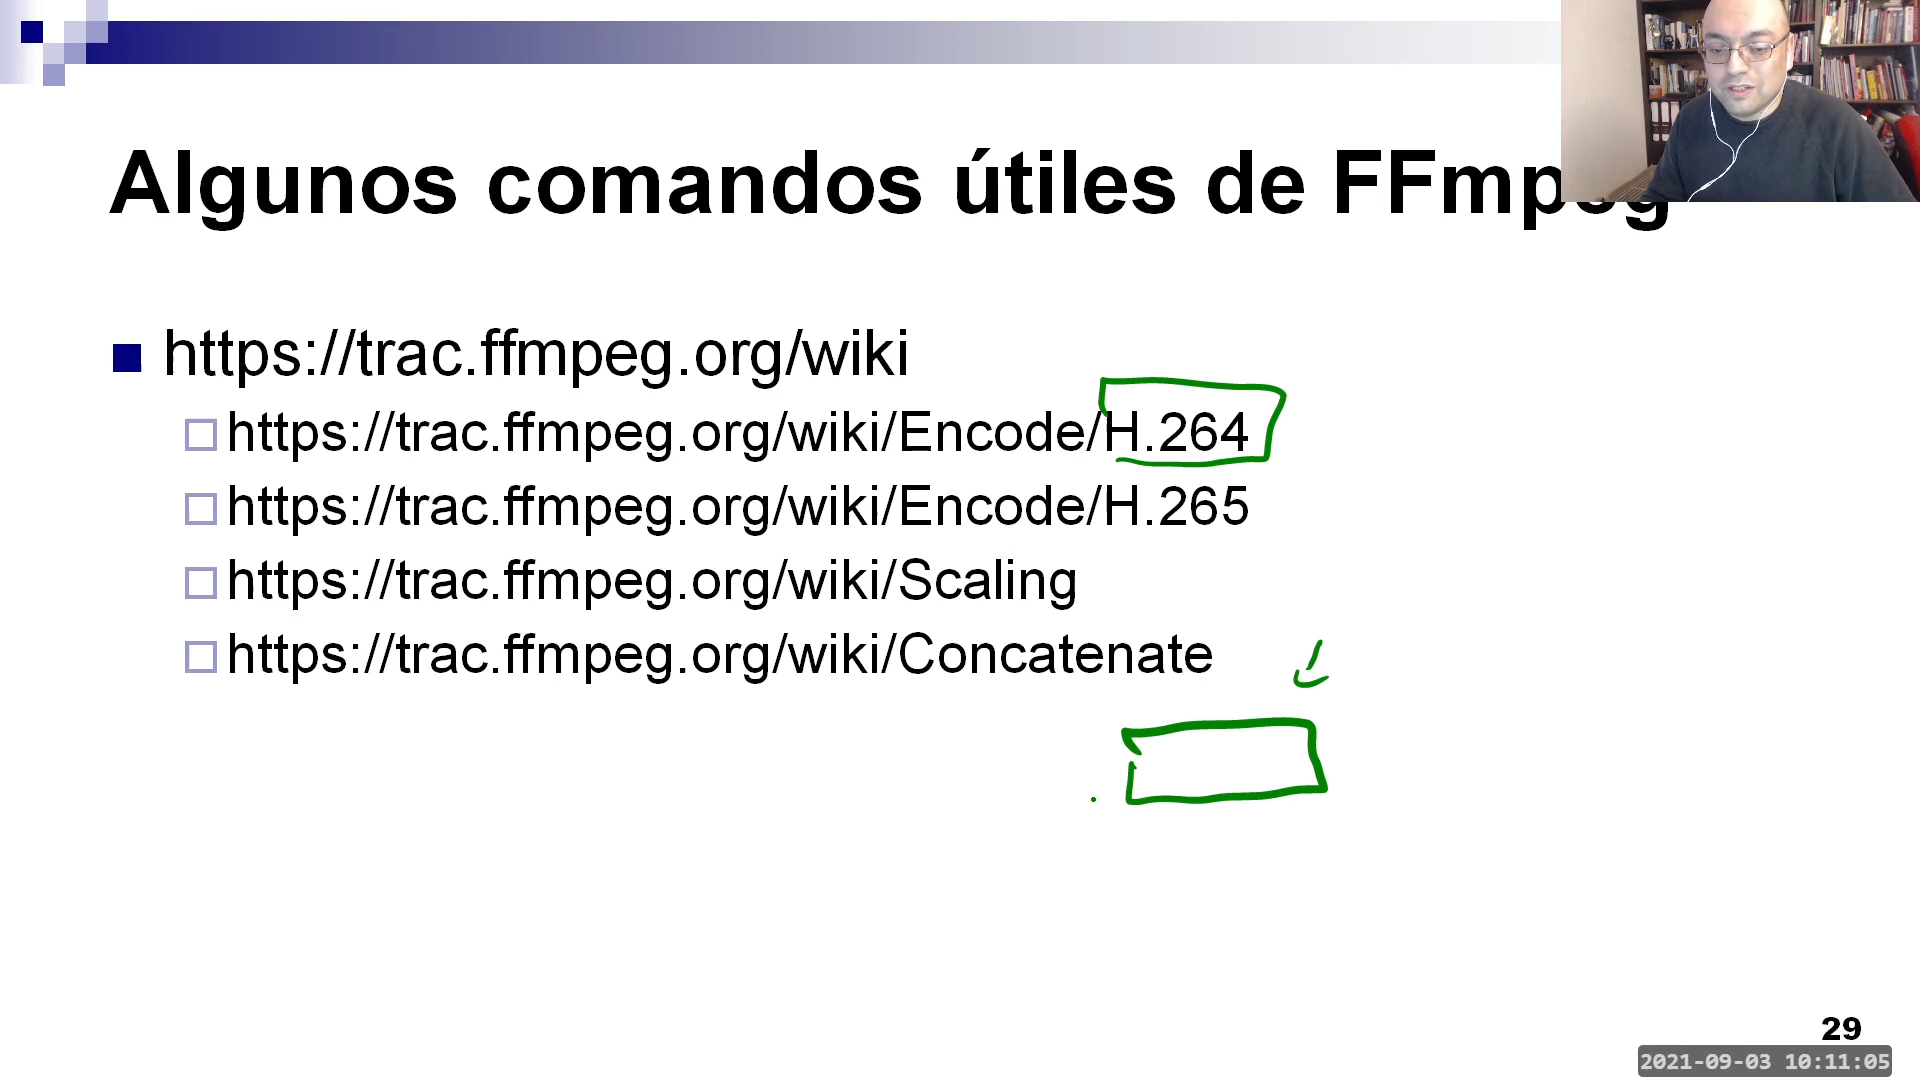 Algunos comandos útiles de FFmpeg
https://trac.ffmpeg.org/wiki
https://trac.ffmpeg.org/wiki/Encode/H.264
https://trac.ffmpeg.org/wiki/Encode/H.265
https://trac.ffmpeg.org/wiki/Scaling
https://trac.ffmpeg.org/wiki/Concatenate
29
2021-09-03 10:11:05